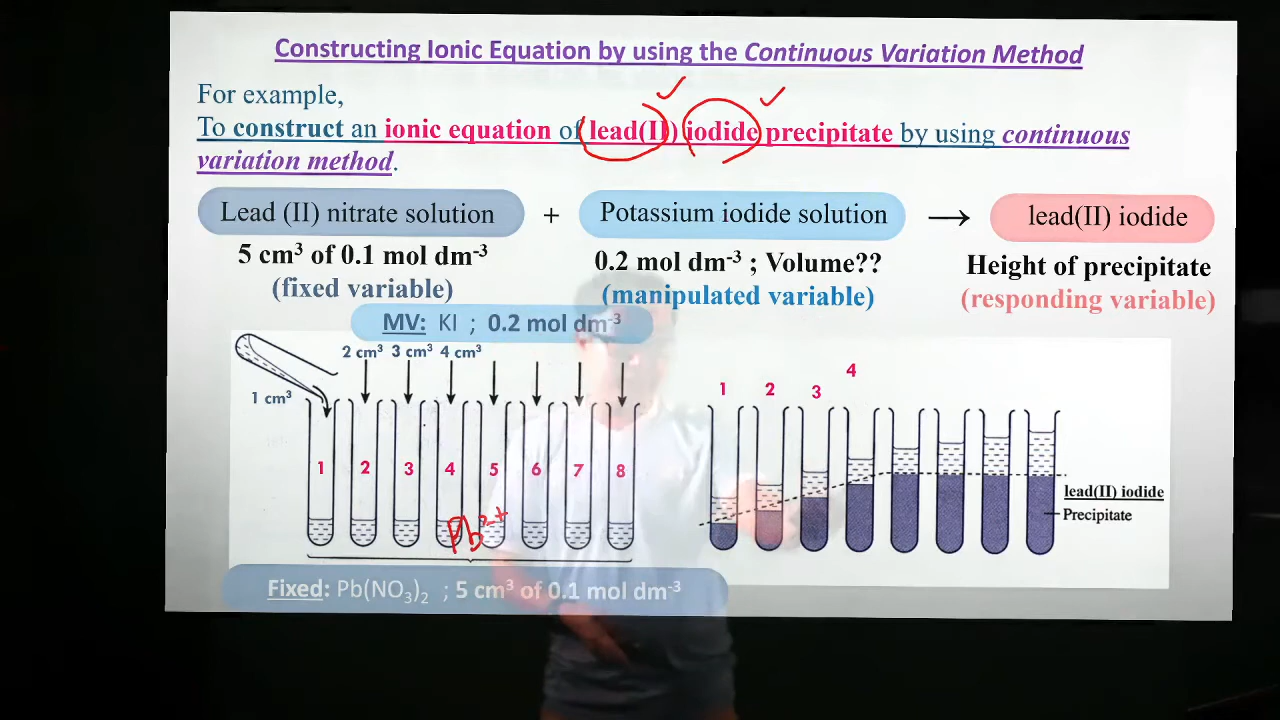 Constructing Ionic Equation by using the Continuous Variation Method
For example,
To construct an ionic equation of lead(II) iodide precipitate by using continuous
variation method.
Lead (II) nitrate solution + Potassium iodide solution → lead(II) iodide
5 cm³ of 0.1 mol dm⁻³ 0.2 mol dm⁻³ ; Volume?? Height of precipitate
(fixed variable) (manipulated variable) (responding variable)
MV: KI ; 0.2 mol dm⁻³
2 cm³ 3 cm³ 4 cm³
1 cm³
1 2 3 4 5 6 7 8
Pb²⁺
1 2 3 4
lead(II) iodide
Precipitate
Fixed: Pb(NO₃)₂ ; 5 cm³ of 0.1 mol dm⁻³